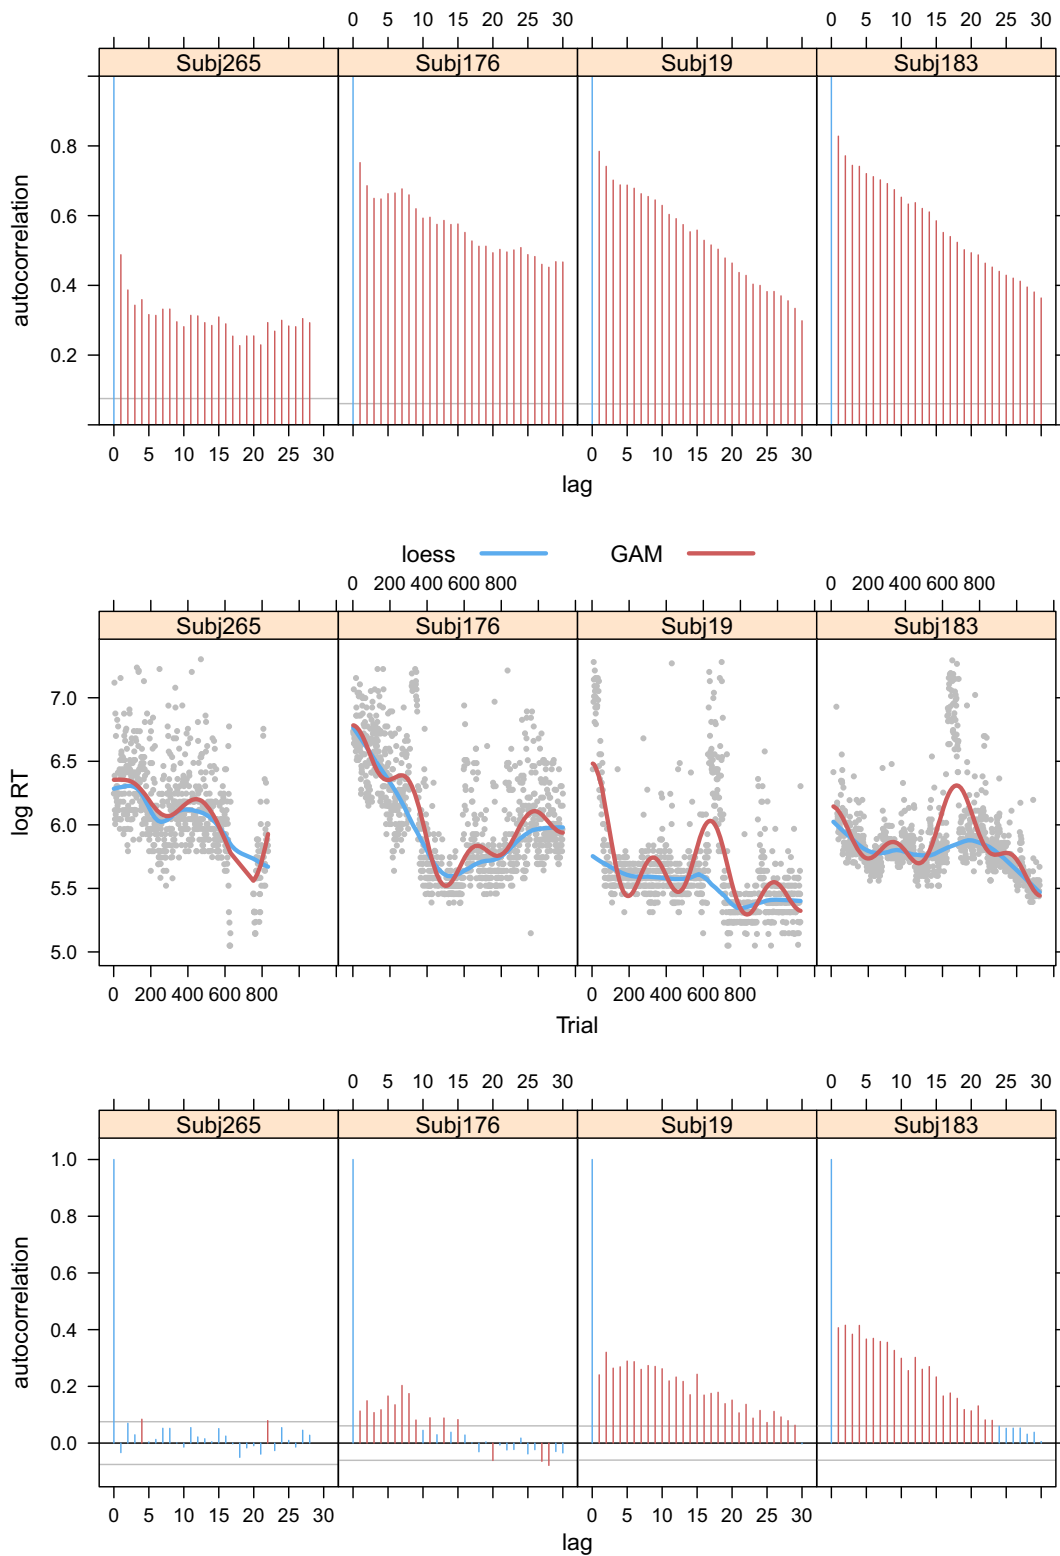 0 5 10 15 20 25 30 0 5 10 15 20 25 30
Subj265 Subj176 Subj19 Subj183
0.8
0.6
0.4
0.2
autocorrelation
0 5 10 15 20 25 30 0 5 10 15 20 25 30
lag
loess GAM
0 200 400 600 800 0 200 400 600 800
Subj265 Subj176 Subj19 Subj183
7.0
6.5
6.0
5.5
5.0
log RT
0 200 400 600 800 0 200 400 600 800
Trial
0 5 10 15 20 25 30 0 5 10 15 20 25 30
Subj265 Subj176 Subj19 Subj183
1.0
0.8
0.6
0.4
0.2
0.0
autocorrelation
0 5 10 15 20 25 30 0 5 10 15 20 25 30
lag